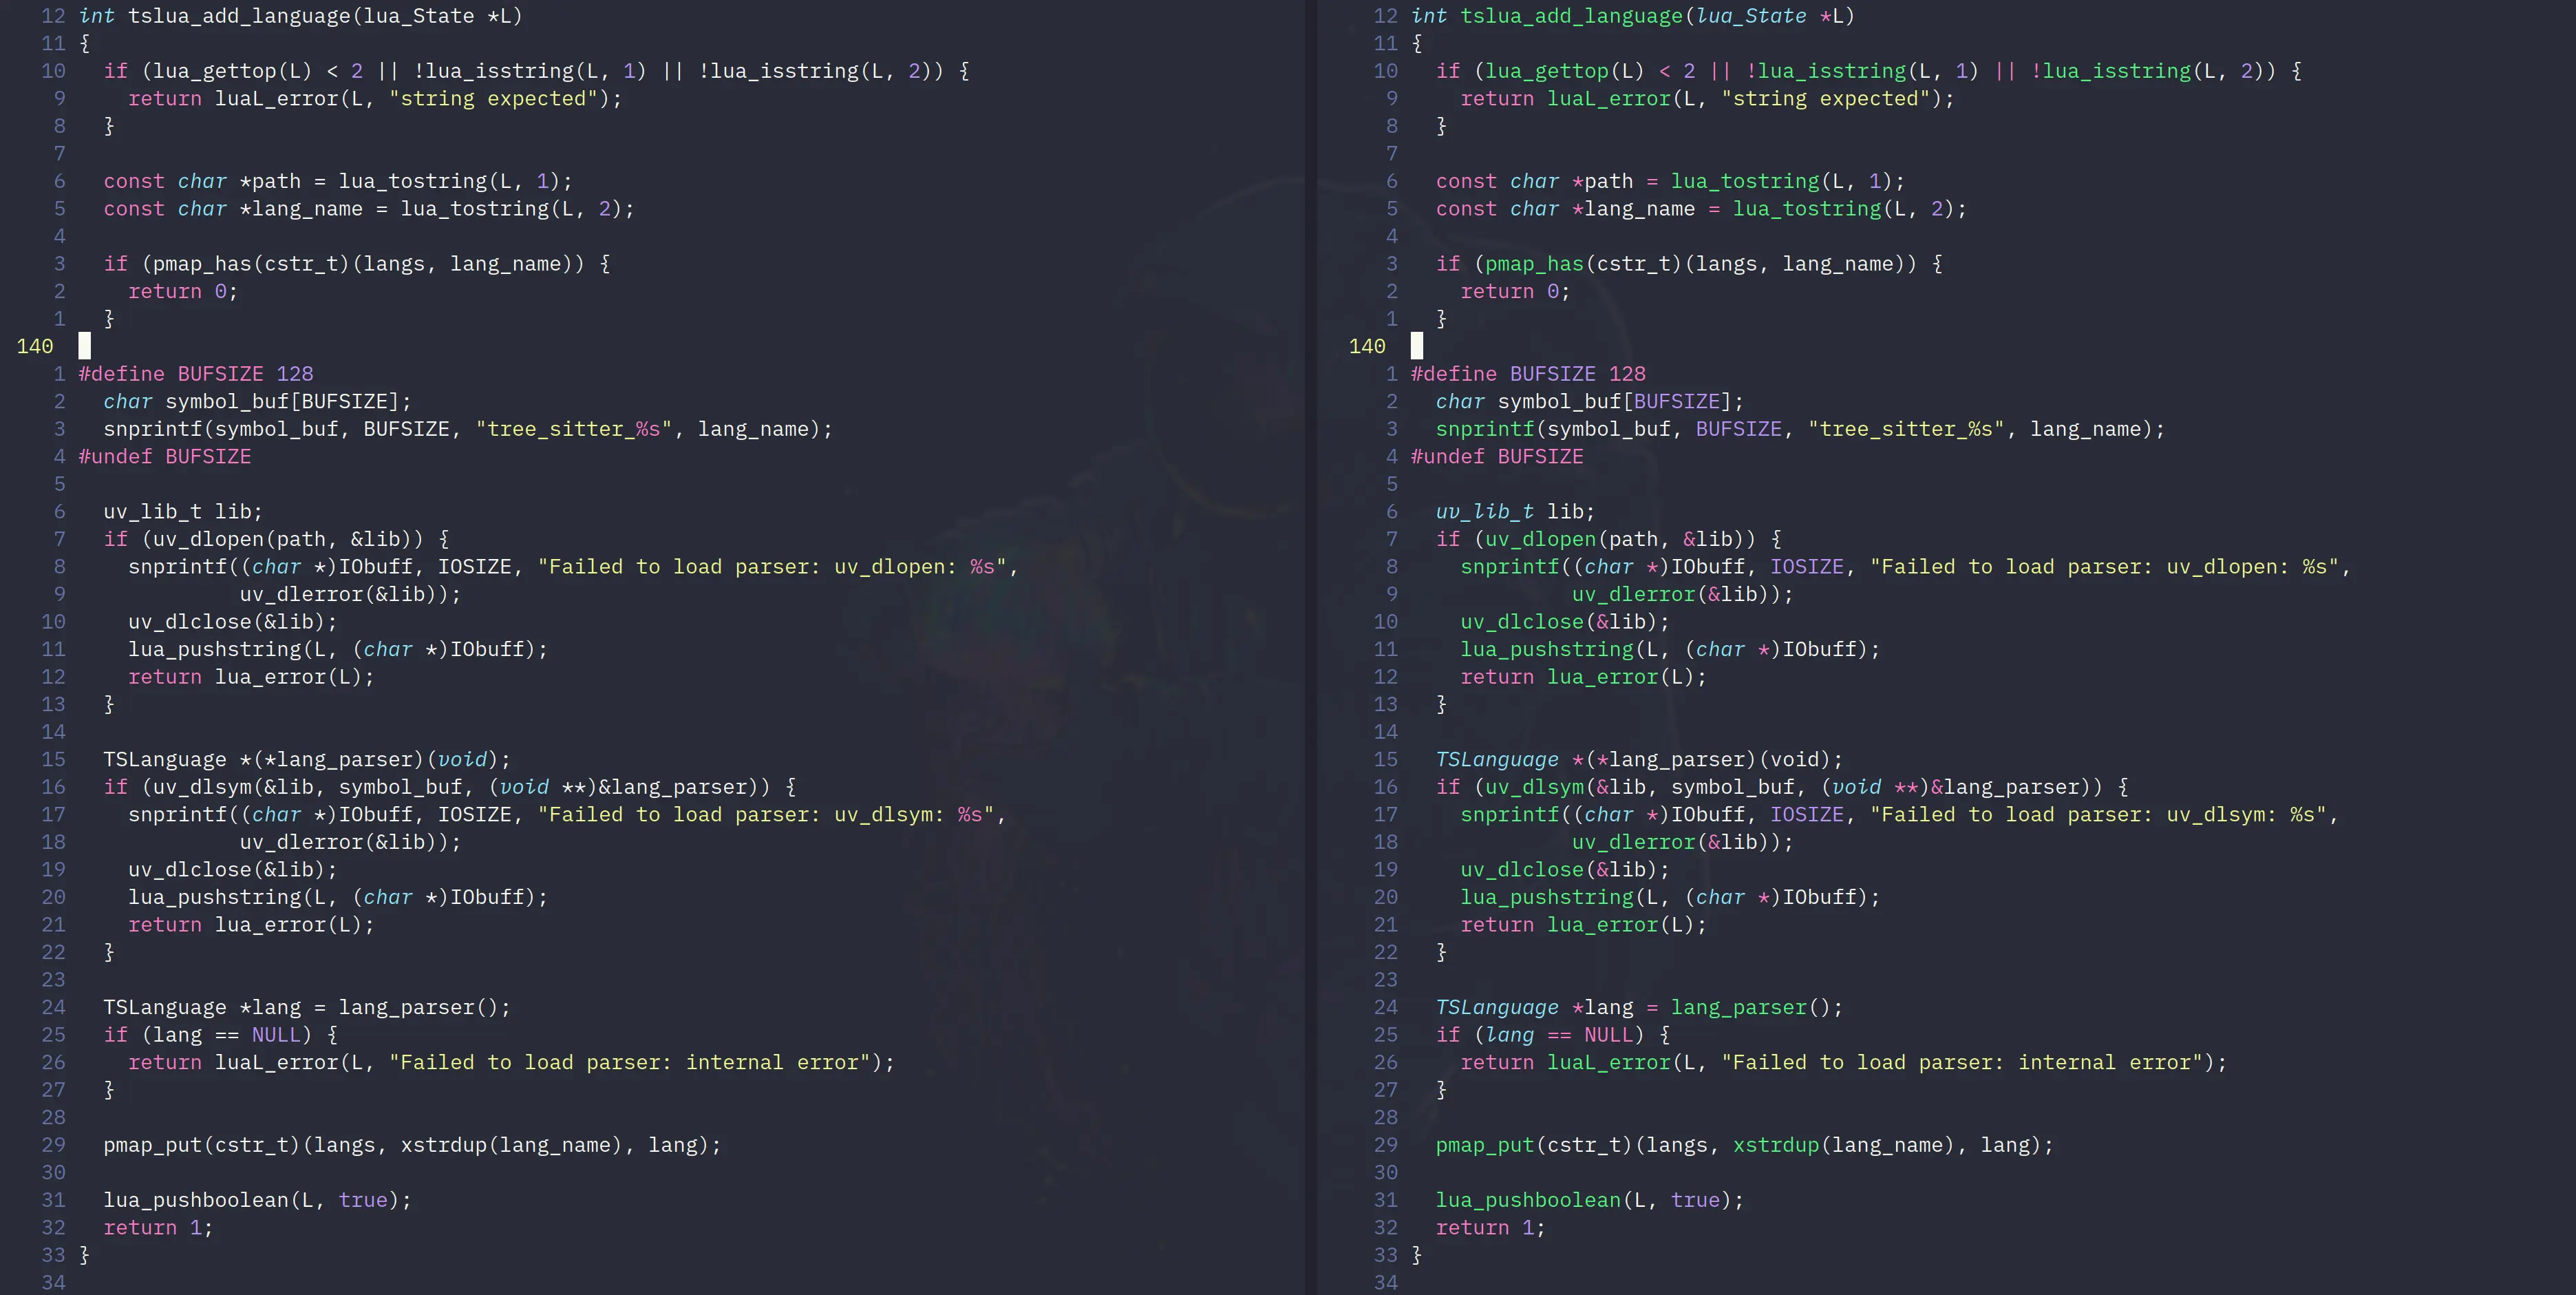 12 int tslua_add_language(lua_State *L)
11 {
10   if (lua_gettop(L) < 2 || !lua_isstring(L, 1) || !lua_isstring(L, 2)) {
9     return luaL_error(L, "string expected");
8   }
7
6   const char *path = lua_tostring(L, 1);
5   const char *lang_name = lua_tostring(L, 2);
4
3   if (pmap_has(cstr_t)(langs, lang_name)) {
2     return 0;
1   }
140
1 #define BUFSIZE 128
2   char symbol_buf[BUFSIZE];
3   snprintf(symbol_buf, BUFSIZE, "tree_sitter_%s", lang_name);
4 #undef BUFSIZE
5
6   uv_lib_t lib;
7   if (uv_dlopen(path, &lib)) {
8     snprintf((char *)IObuff, IOSIZE, "Failed to load parser: uv_dlopen: %s",
9              uv_dlerror(&lib));
10     uv_dlclose(&lib);
11     lua_pushstring(L, (char *)IObuff);
12     return lua_error(L);
13   }
14
15   TSLanguage *(*lang_parser)(void);
16   if (uv_dlsym(&lib, symbol_buf, (void **)&lang_parser)) {
17     snprintf((char *)IObuff, IOSIZE, "Failed to load parser: uv_dlsym: %s",
18              uv_dlerror(&lib));
19     uv_dlclose(&lib);
20     lua_pushstring(L, (char *)IObuff);
21     return lua_error(L);
22   }
23
24   TSLanguage *lang = lang_parser();
25   if (lang == NULL) {
26     return luaL_error(L, "Failed to load parser: internal error");
27   }
28
29   pmap_put(cstr_t)(langs, xstrdup(lang_name), lang);
30
31   lua_pushboolean(L, true);
32   return 1;
33 }
34
12 int tslua_add_language(lua_State *L)
11 {
10   if (lua_gettop(L) < 2 || !lua_isstring(L, 1) || !lua_isstring(L, 2)) {
9     return luaL_error(L, "string expected");
8   }
7
6   const char *path = lua_tostring(L, 1);
5   const char *lang_name = lua_tostring(L, 2);
4
3   if (pmap_has(cstr_t)(langs, lang_name)) {
2     return 0;
1   }
140
1 #define BUFSIZE 128
2   char symbol_buf[BUFSIZE];
3   snprintf(symbol_buf, BUFSIZE, "tree_sitter_%s", lang_name);
4 #undef BUFSIZE
5
6   uv_lib_t lib;
7   if (uv_dlopen(path, &lib)) {
8     snprintf((char *)IObuff, IOSIZE, "Failed to load parser: uv_dlopen: %s",
9              uv_dlerror(&lib));
10     uv_dlclose(&lib);
11     lua_pushstring(L, (char *)IObuff);
12     return lua_error(L);
13   }
14
15   TSLanguage *(*lang_parser)(void);
16   if (uv_dlsym(&lib, symbol_buf, (void **)&lang_parser)) {
17     snprintf((char *)IObuff, IOSIZE, "Failed to load parser: uv_dlsym: %s",
18              uv_dlerror(&lib));
19     uv_dlclose(&lib);
20     lua_pushstring(L, (char *)IObuff);
21     return lua_error(L);
22   }
23
24   TSLanguage *lang = lang_parser();
25   if (lang == NULL) {
26     return luaL_error(L, "Failed to load parser: internal error");
27   }
28
29   pmap_put(cstr_t)(langs, xstrdup(lang_name), lang);
30
31   lua_pushboolean(L, true);
32   return 1;
33 }
34